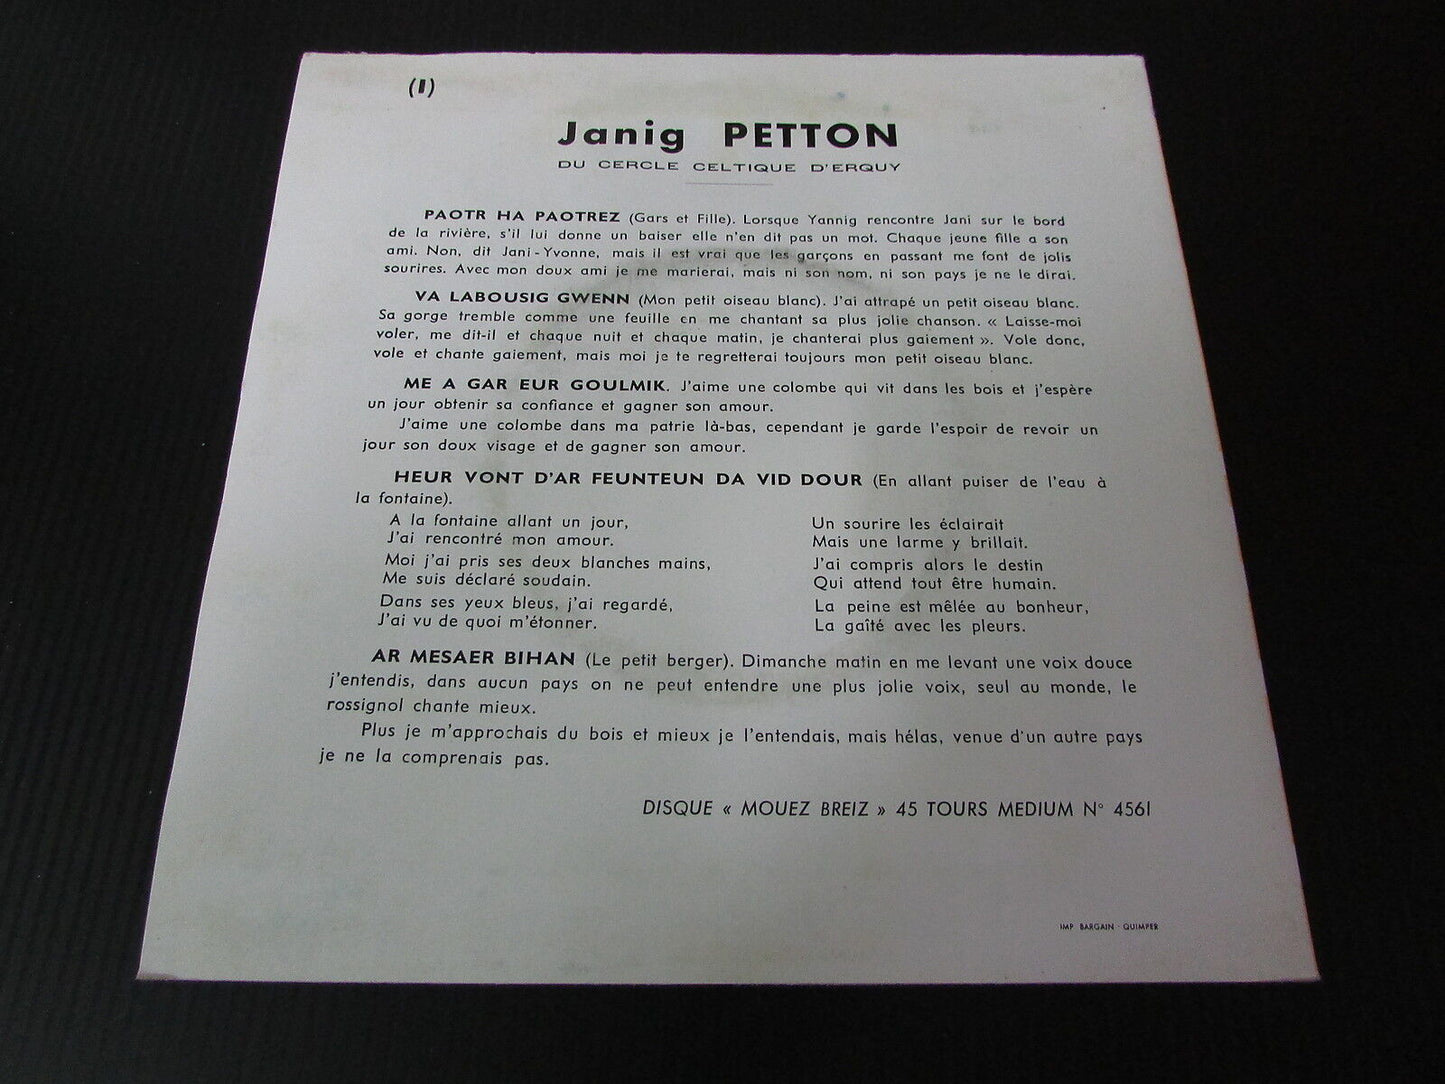 (I)
Janig PETTON
DU CERCLE CELTIQUE D'ERQUY
PAOTR HA PAOTREZ (Gars et Fille). Lorsque Yannig rencontre Jani sur le bord
de la rivière, s'il lui donne un baiser elle n'en dit pas un mot. Chaque jeune fille a son
ami. Non, dit Jani-Yvonne, mais il est vrai que les garçons en passant me font de jolis
sourires. Avec mon doux ami je me marierai, mais ni son nom, ni son pays je ne le dirai.
VA LABOUSIG GWENN (Mon petit oiseau blanc). J'ai attrapé un petit oiseau blanc.
Sa gorge tremble comme une feuille en me chantant sa plus jolie chanson. « Laisse-moi
voler, me dit-il et chaque nuit et chaque matin, je chanterai plus gaiement ». Vole donc,
vole et chante gaiement, mais moi je te regretterai toujours mon petit oiseau blanc.
ME A GAR EUR GOULMIK. J'aime une colombe qui vit dans les bois et j'espère
un jour obtenir sa confiance et gagner son amour.
J'aime une colombe dans ma patrie là-bas, cependant je garde l'espoir de revoir un
jour son doux visage et de gagner son amour.
HEUR VONT D'AR FEUNTEUN DA VID DOUR (En allant puiser de l'eau à
la fontaine).
A la fontaine allant un jour,
J'ai rencontré mon amour.
Moi j'ai pris ses deux blanches mains,
Me suis déclaré soudain.
Dans ses yeux bleus, j'ai regardé,
J'ai vu de quoi m'étonner.
Un sourire les éclairait
Mais une larme y brillait.
J'ai compris alors le destin
Qui attend tout être humain.
La peine est mêlée au bonheur,
La gaîté avec les pleurs.
AR MESAER BIHAN (Le petit berger). Dimanche matin en me levant une voix douce
j'entendis, dans aucun pays on ne peut entendre une plus jolie voix, seul au monde, le
rossignol chante mieux.
Plus je m'approchais du bois et mieux je l'entendais, mais hélas, venue d'un autre pays
je ne la comprenais pas.
DISQUE « MOUEZ BREIZ » 45 TOURS MEDIUM N° 4561
IMP BARGAIN - QUIMPER